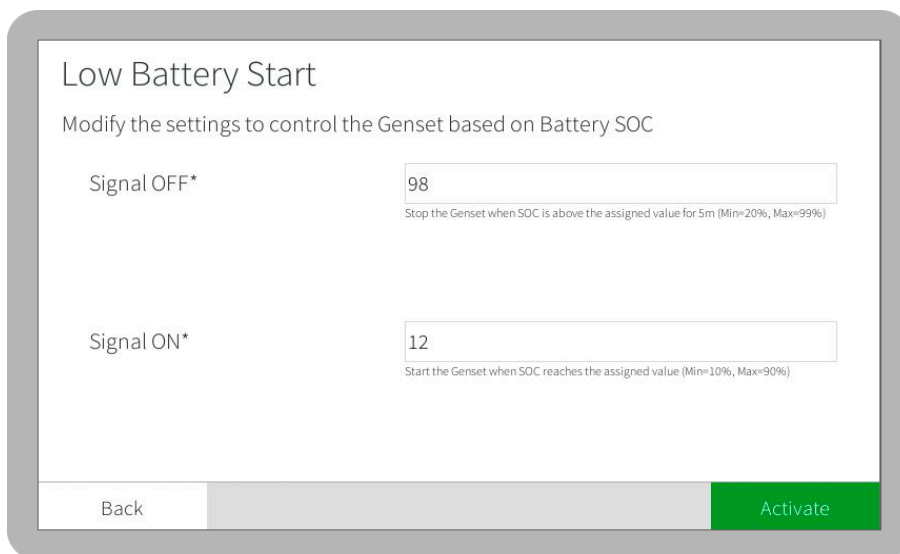 Low Battery Start
Modify the settings to control the Genset based on Battery SOC
Signal OFF* 98
Stop the Genset when SOC is above the assigned value for 5m (Min=20%, Max=99%)
Signal ON* 12
Start the Genset when SOC reaches the assigned value (Min=10%, Max=90%)
Back Activate